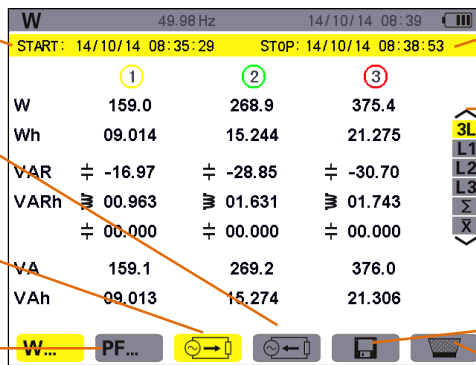 W 49.98 Hz 14/10/14 08:39
START: 14/10/14 08:35:29 STOP: 14/10/14 08:38:53
1 2 3
W 159.0 268.9 375.4
Wh 09.014 15.244 21.275
VAR -16.97 -28.85 -30.70
VARh 00.963 01.631 01.743
00.000 00.000 00.000
VA 159.1 269.2 376.0
VAh 09.013 15.274 21.306
3L
L1
L2
L3
Σ
X̄
W... PF...